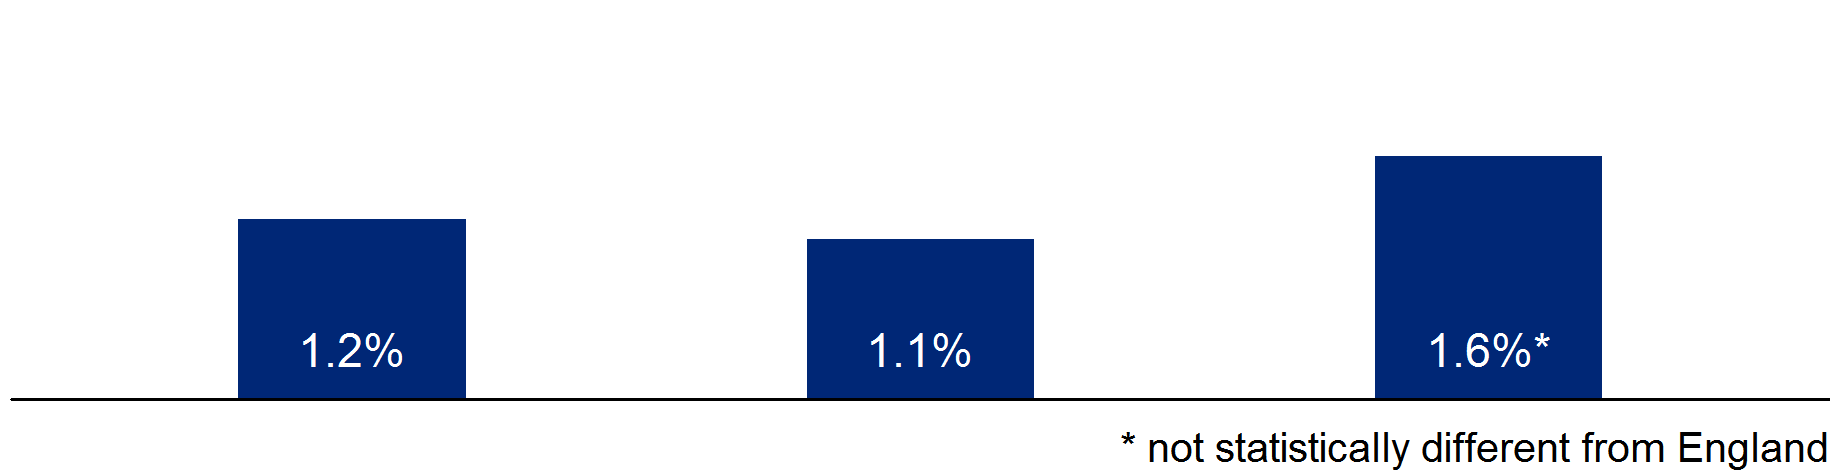 1.2%
1.1%
1.6%*
* not statistically different from England